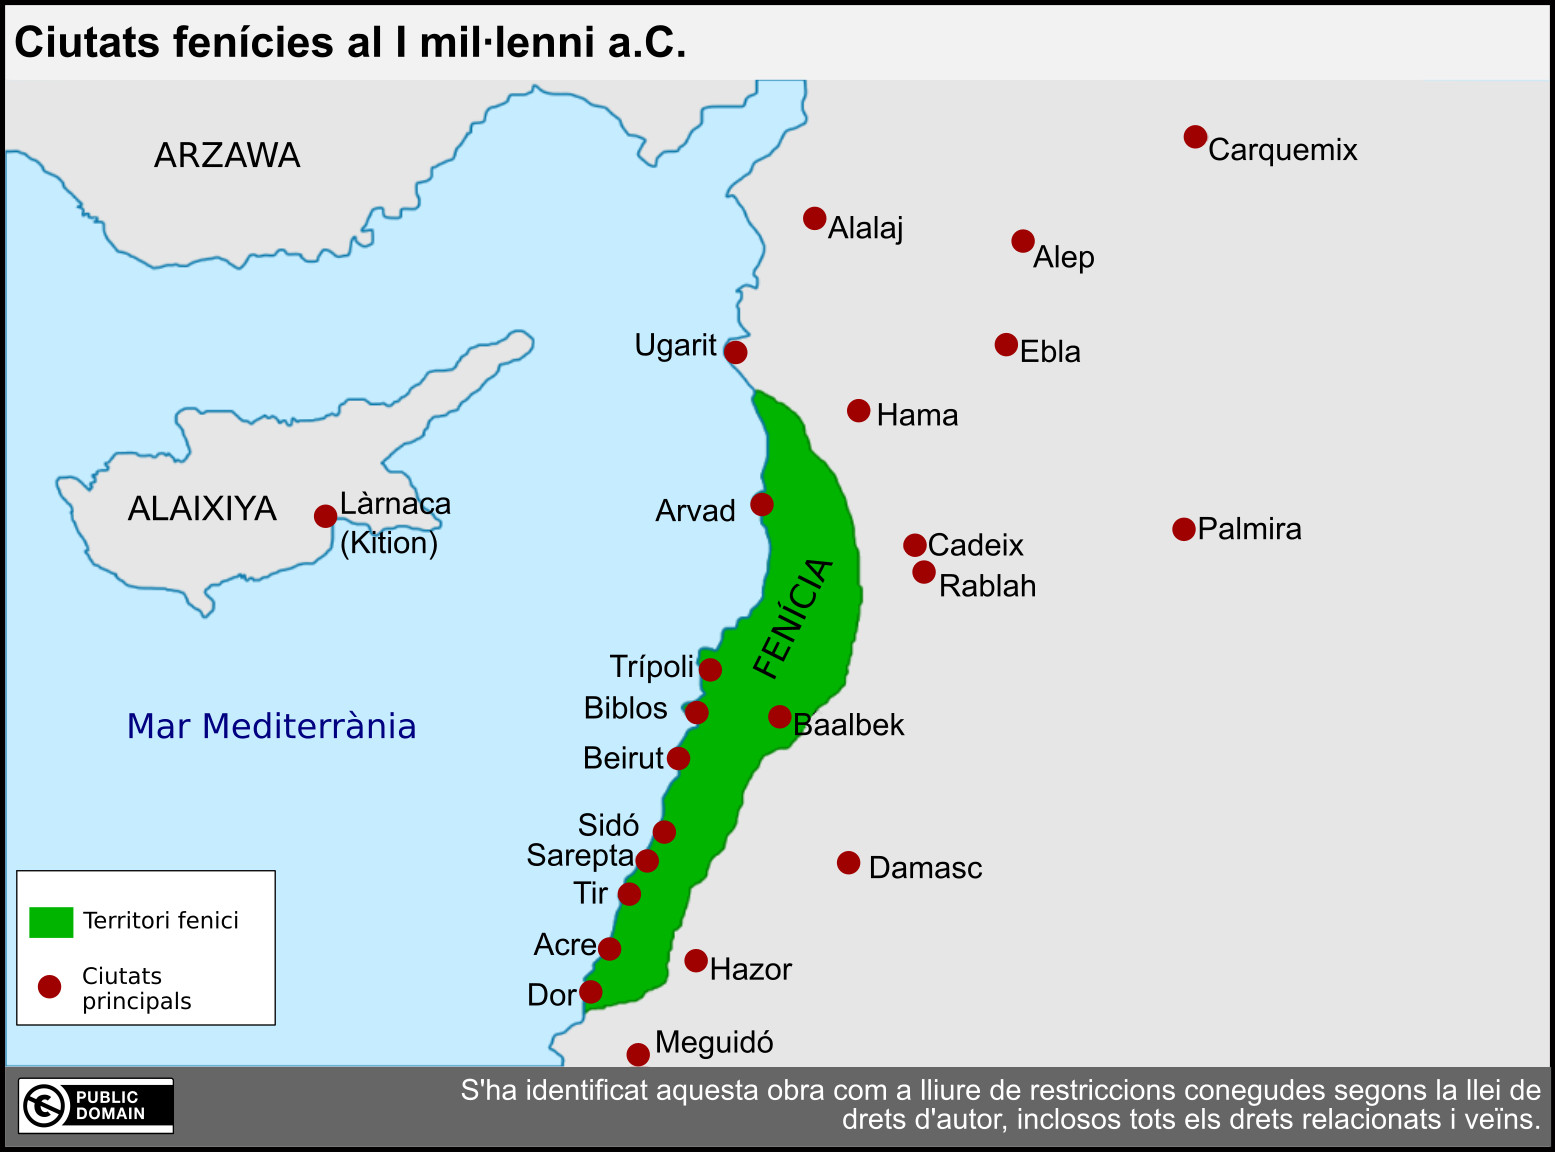 Ciutats fenícies al I mil·lenni a.C.
ARZAWA
Carquemix
Alalaj
Alep
Ugarit
Ebla
Hama
ALAIXIYA
Làrnaca
(Kition)
Arvad
Palmira
Cadeix
Rablah
FENÍCIA
Trípoli
Biblos
Mar Mediterrània
Baalbek
Beirut
Sidó
Sarepta
Damasc
Tir
Territori fenici
Acre
Hazor
Ciutats
principals
Dor
Meguidó
PUBLIC
DOMAIN
S'ha identificat aquesta obra com a lliure de restriccions conegudes segons la llei de
drets d'autor, inclosos tots els drets relacionats i veïns.